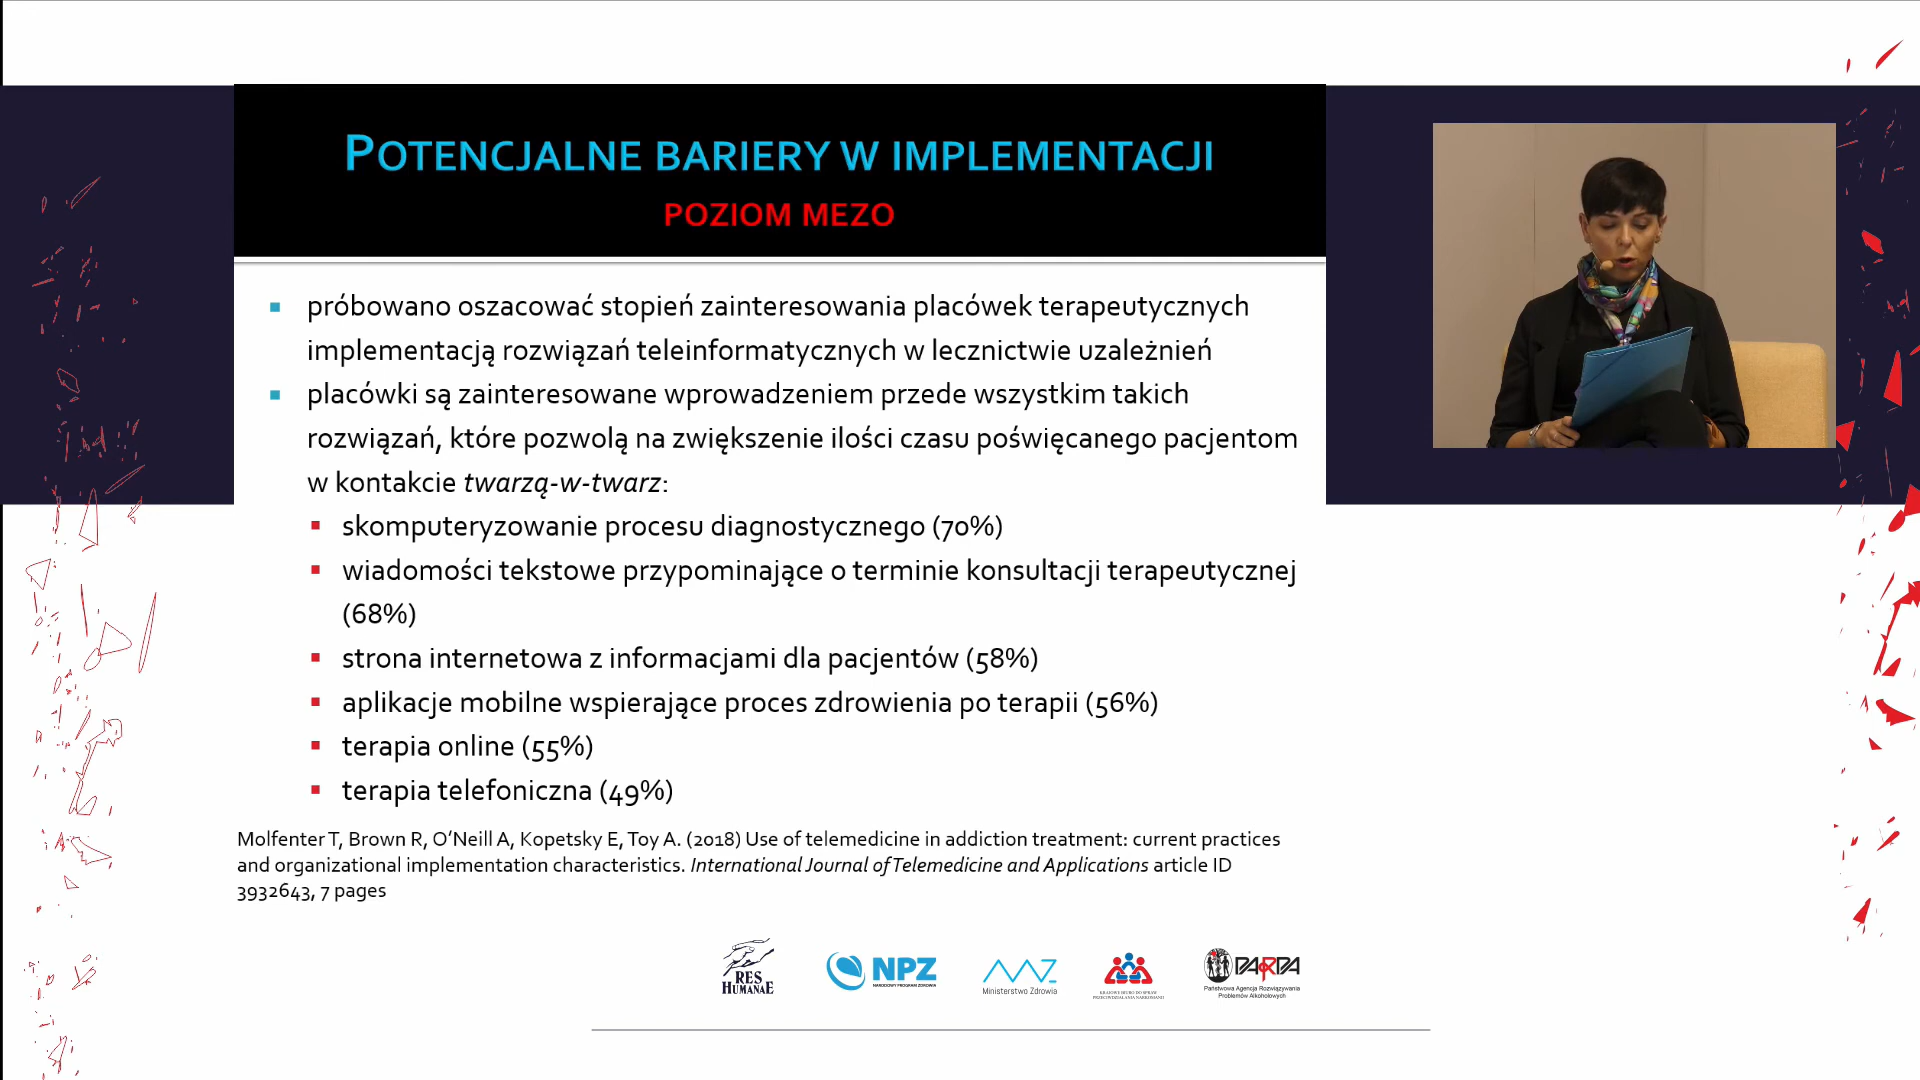 POTENCJALNE BARIERY W IMPLEMENTACJI
POZIOM MEZO
próbowano oszacować stopień zainteresowania placówek terapeutycznych
implementacją rozwiązań teleinformatycznych w lecznictwie uzależnień
placówki są zainteresowane wprowadzeniem przede wszystkim takich
rozwiązań, które pozwolą na zwiększenie ilości czasu poświęcanego pacjentom
w kontakcie twarzą-w-twarz:
skomputeryzowanie procesu diagnostycznego (70%)
wiadomości tekstowe przypominające o terminie konsultacji terapeutycznej
(68%)
strona internetowa z informacjami dla pacjentów (58%)
aplikacje mobilne wspierające proces zdrowienia po terapii (56%)
terapia online (55%)
terapia telefoniczna (49%)
Molfenter T, Brown R, O’Neill A, Kopetsky E, Toy A. (2018) Use of telemedicine in addiction treatment: current practices
and organizational implementation characteristics. International Journal of Telemedicine and Applications article ID
3932643, 7 pages
RES
HUMANAE
NPZ
NARODOWY PROGRAM ZDROWIA
Ministerstwo Zdrowia
KRAJOWE BIURO DO SPRAW
PRZECIWDZIAŁANIA NARKOMANII
PARPA
Państwowa Agencja Rozwiązywania
Problemów Alkoholowych